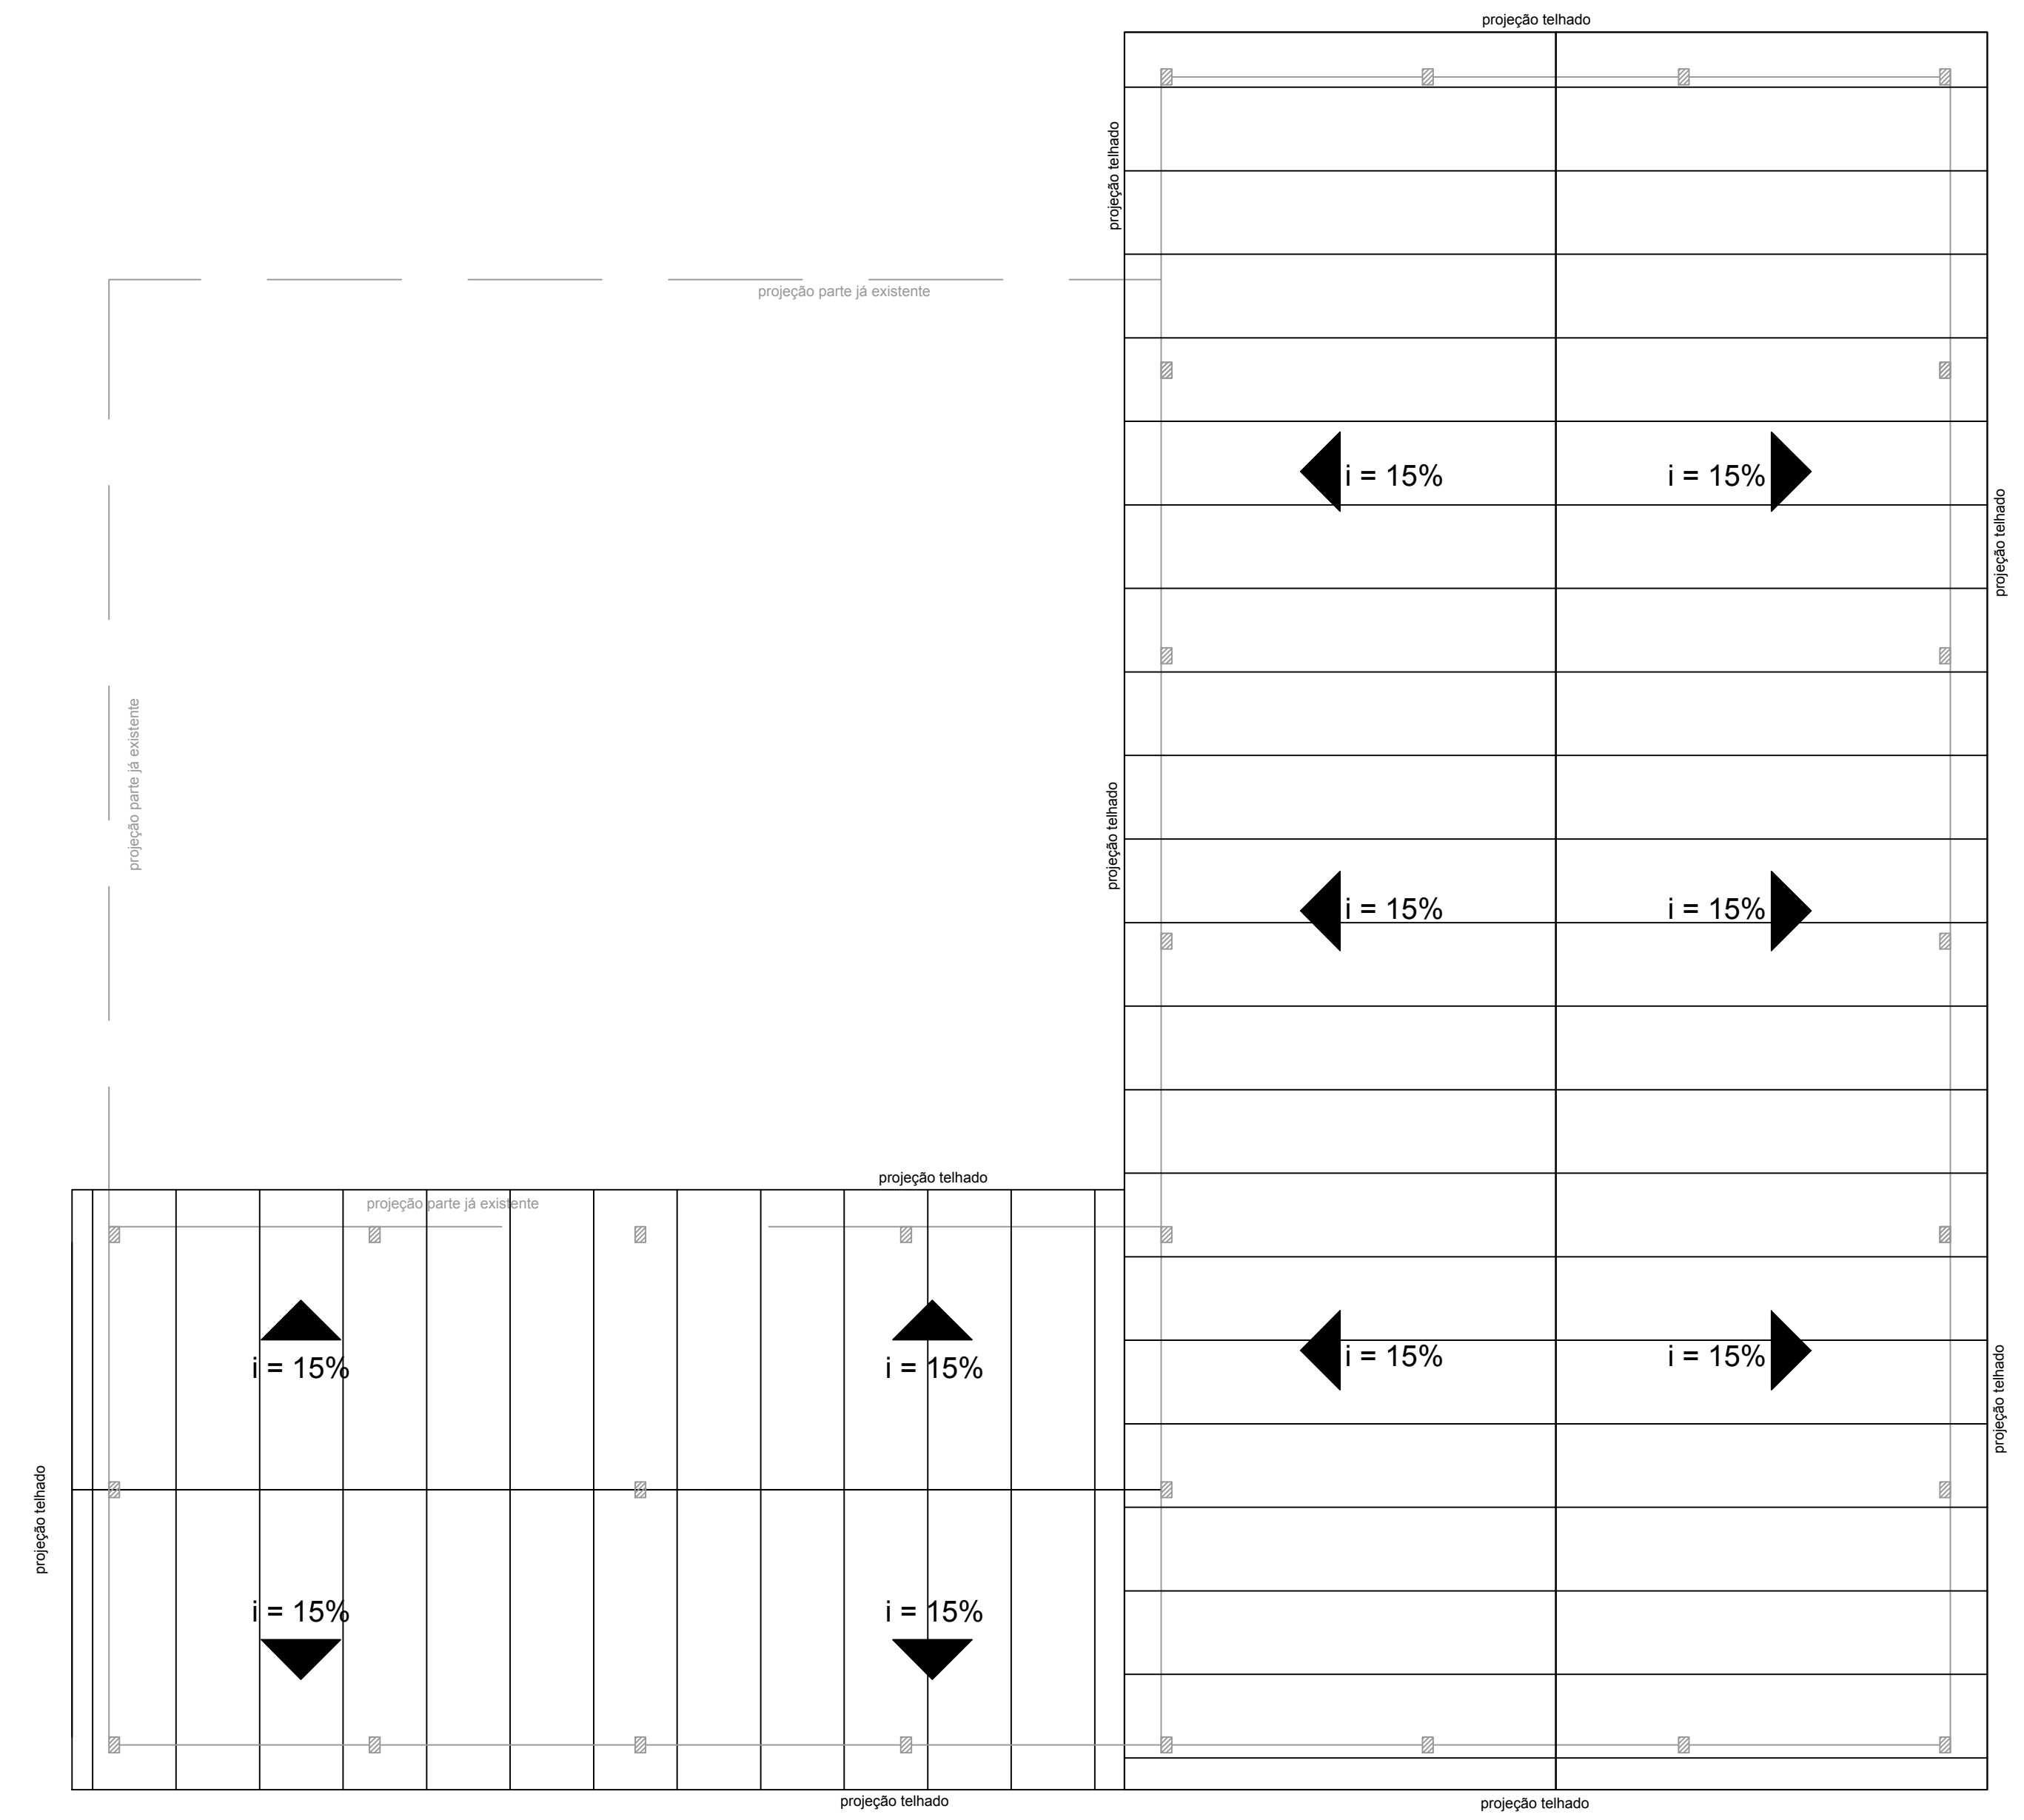 projeção telhado
projeção telhado
projeção parte já existente
i = 15%
i = 15%
projeção telhado
projeção parte já existente
projeção telhado
i = 15%
i = 15%
projeção telhado
projeção parte já existente
i = 15%
i = 15%
i = 15%
i = 15%
projeção telhado
projeção telhado
i = 15%
i = 15%
projeção telhado
projeção telhado